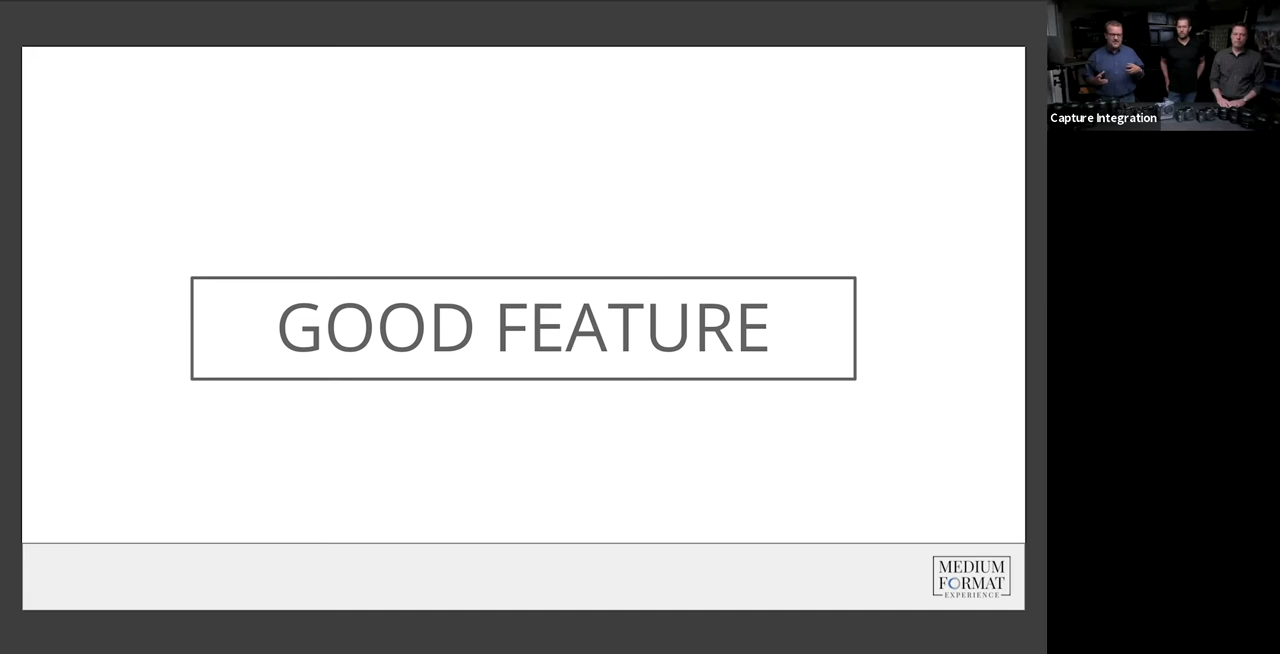 GOOD FEATURE
MEDIUM
FORMAT
EXPERIENCE
Capture Integration